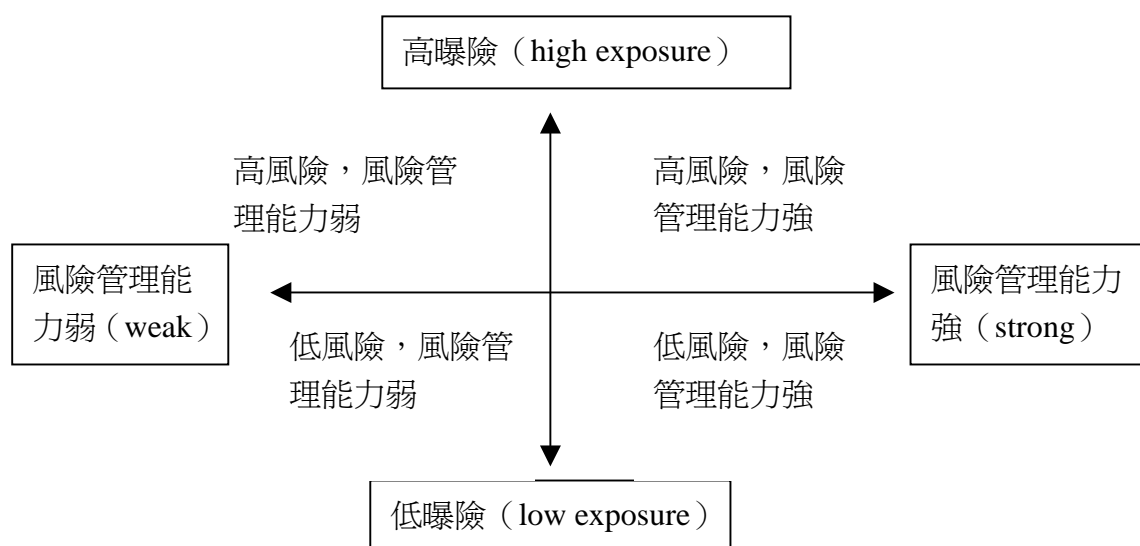 高曝險（high exposure）
高風險，風險管
理能力弱
高風險，風險
管理能力強
風險管理能
力弱（weak）
風險管理能力
強（strong）
低風險，風險管
理能力弱
低風險，風險
管理能力強
低曝險（low exposure）